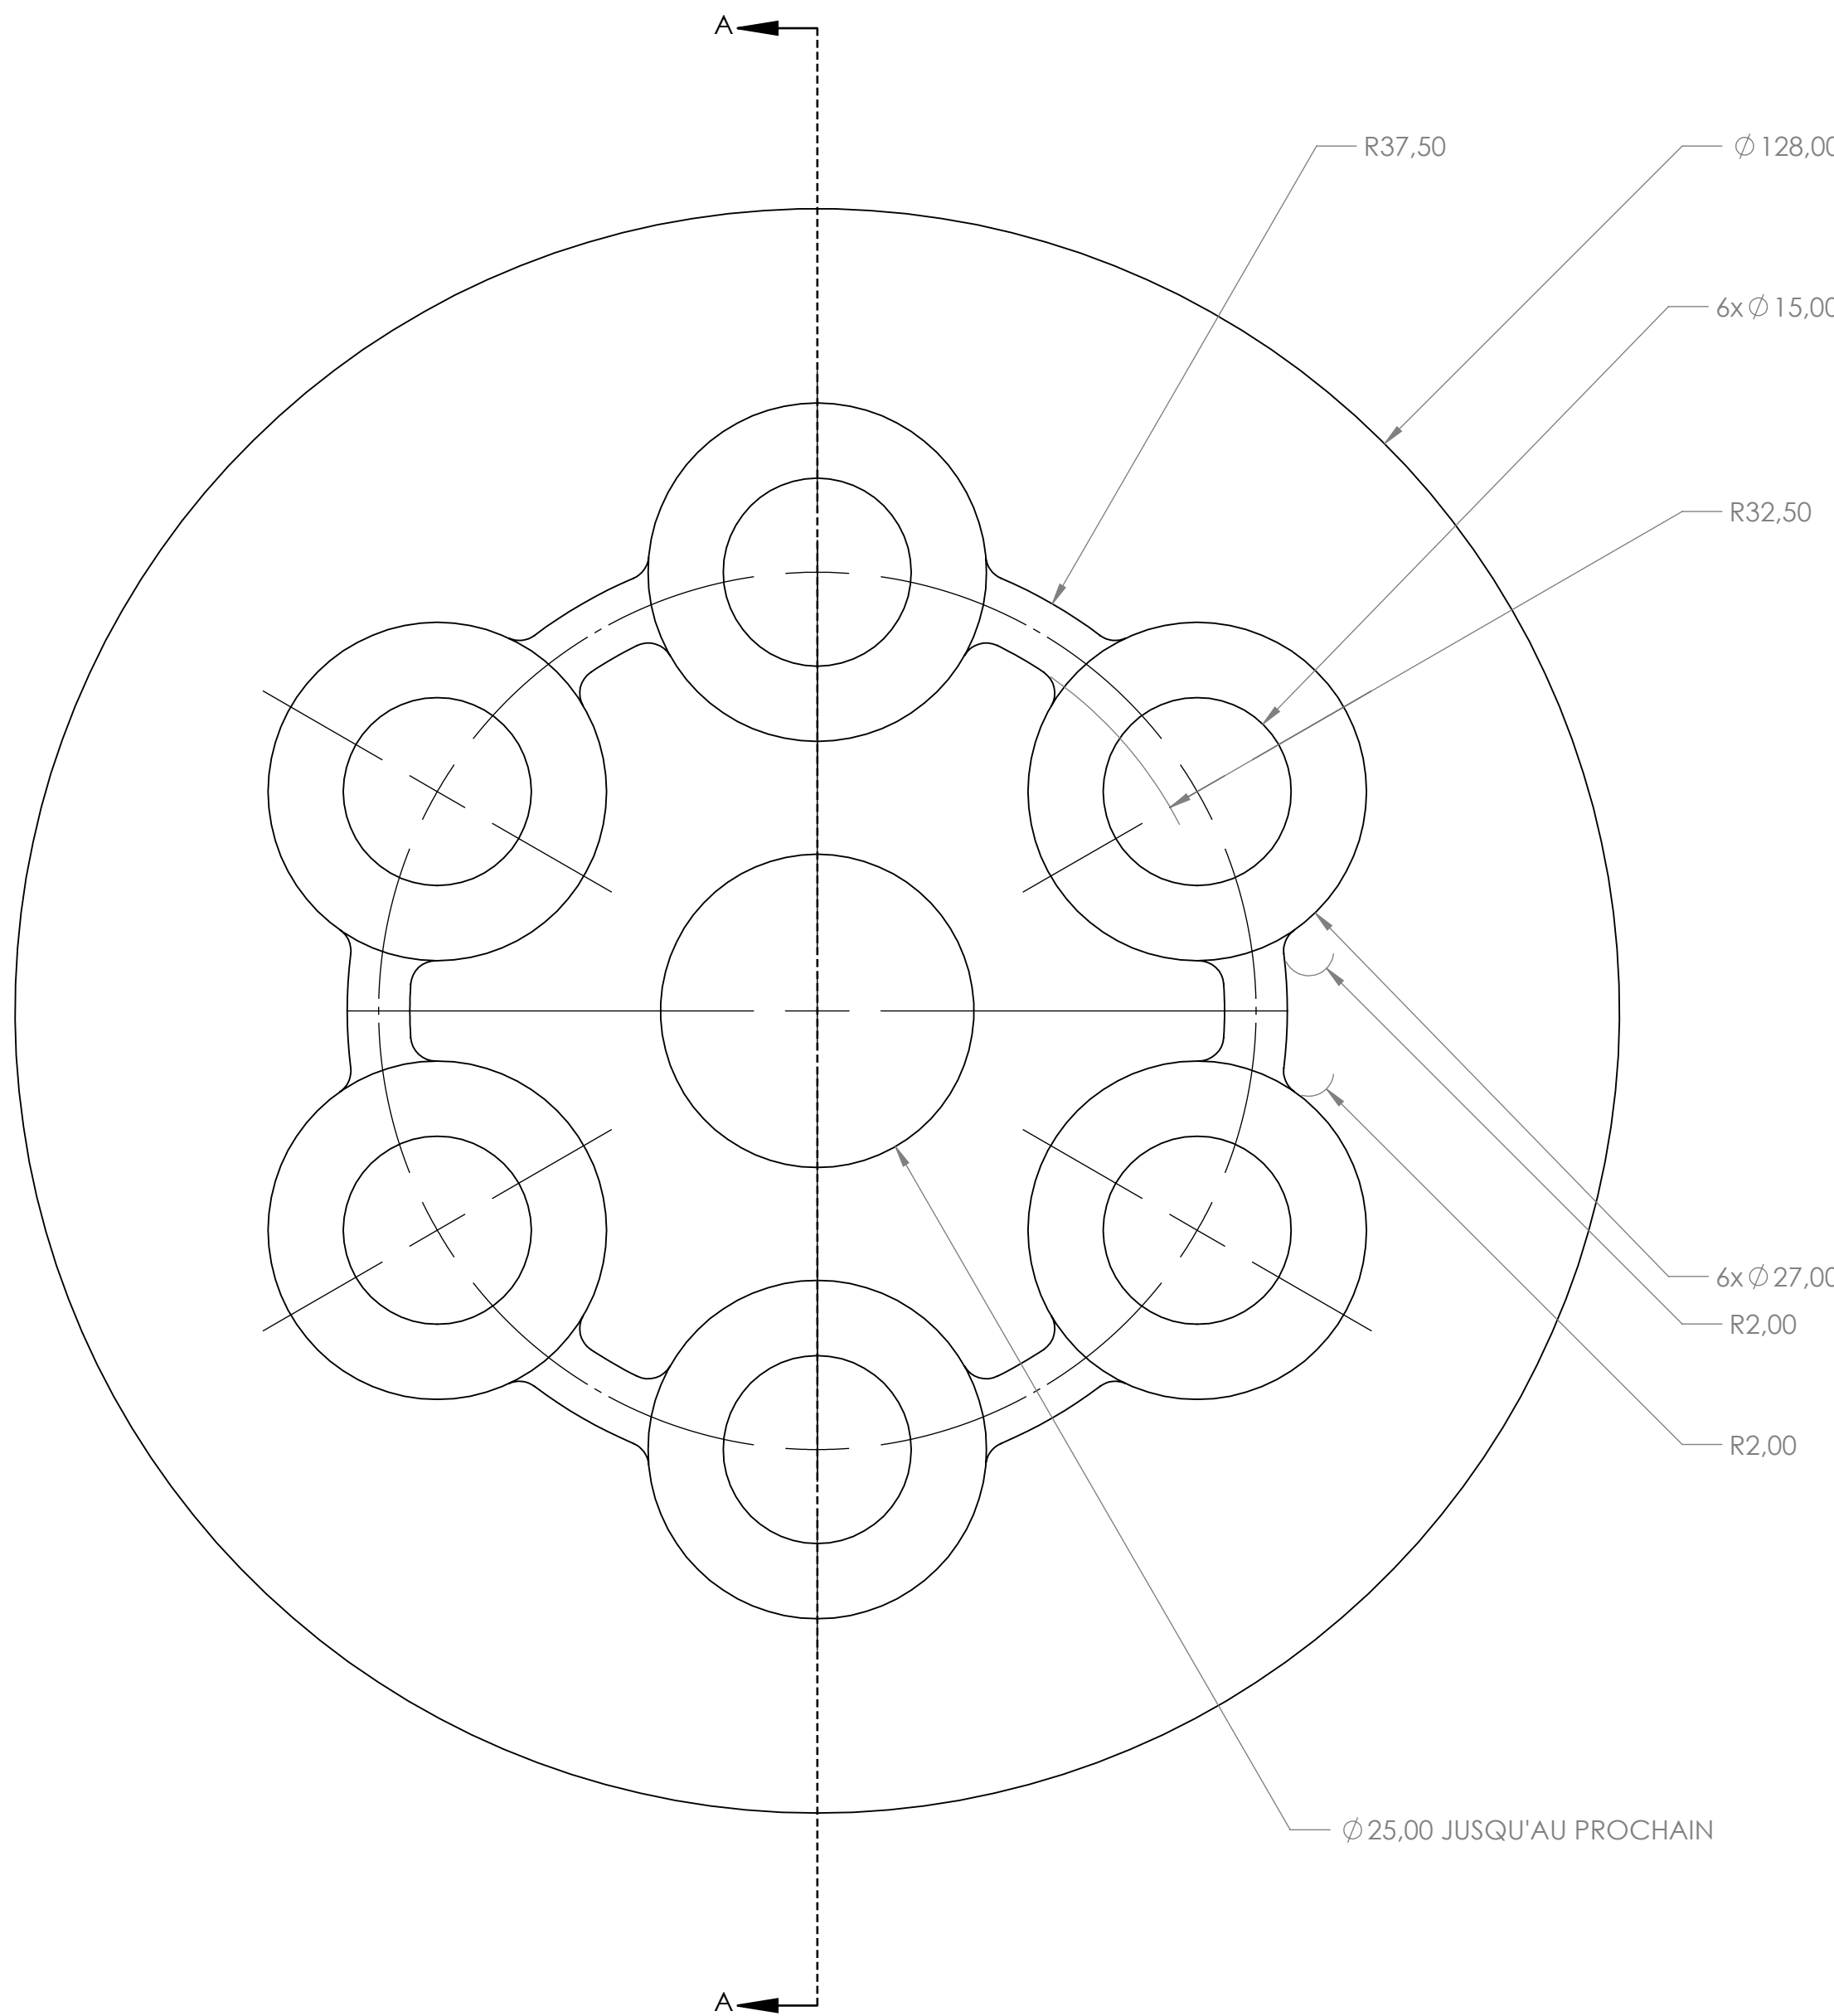 A
R37,50
⌀128,00
6x⌀15,00
R32,50
6x⌀27,00
R2,00
R2,00
⌀25,00 JUSQU'AU PROCHAIN
A